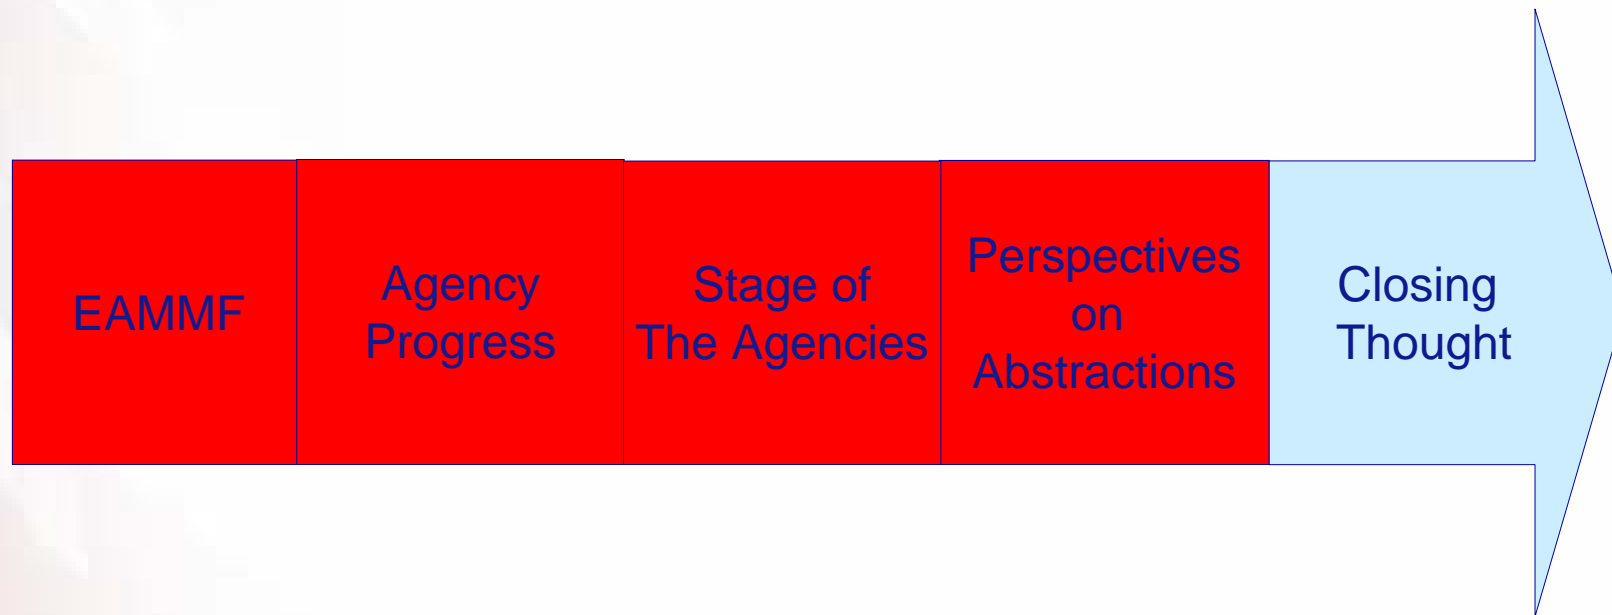 EAMMF
Agency
Progress
Stage of
The Agencies
Perspectives
on
Abstractions
Closing
Thought